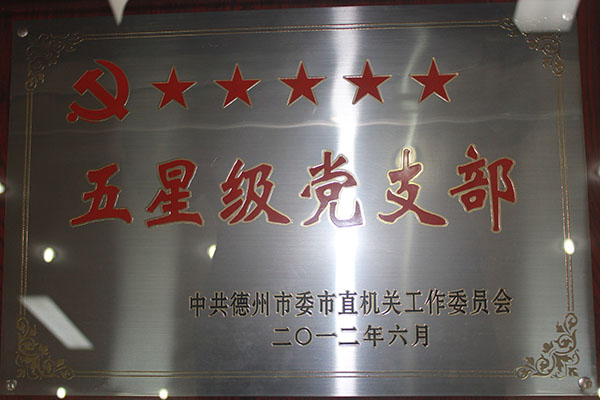 五星级党支部
中共德州市委市直机关工作委员会
二〇一二年六月